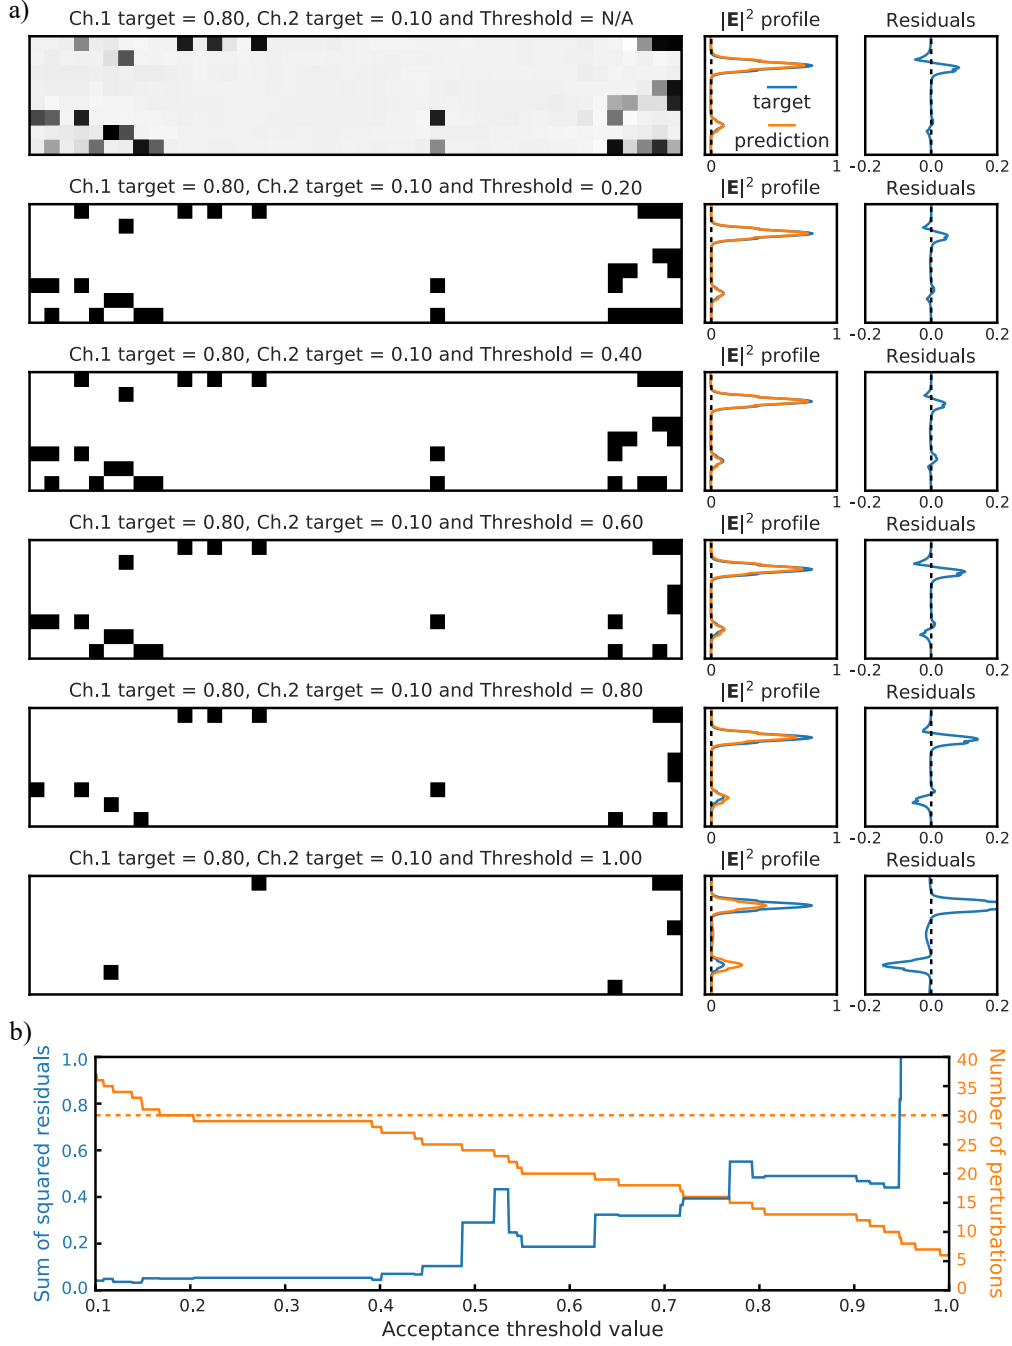 a)
Ch.1 target = 0.80, Ch.2 target = 0.10 and Threshold = N/A
|E|² profile
Residuals
target
prediction
0 1
-0.2 0.0 0.2
Ch.1 target = 0.80, Ch.2 target = 0.10 and Threshold = 0.20
|E|² profile
Residuals
0 1
-0.2 0.0 0.2
Ch.1 target = 0.80, Ch.2 target = 0.10 and Threshold = 0.40
|E|² profile
Residuals
0 1
-0.2 0.0 0.2
Ch.1 target = 0.80, Ch.2 target = 0.10 and Threshold = 0.60
|E|² profile
Residuals
0 1
-0.2 0.0 0.2
Ch.1 target = 0.80, Ch.2 target = 0.10 and Threshold = 0.80
|E|² profile
Residuals
0 1
-0.2 0.0 0.2
Ch.1 target = 0.80, Ch.2 target = 0.10 and Threshold = 1.00
|E|² profile
Residuals
0 1
-0.2 0.0 0.2
b)
Sum of squared residuals
1.0
0.8
0.6
0.4
0.2
0.0
40
35
30
25
20
15
10
5
0
Number of perturbations
0.1 0.2 0.3 0.4 0.5 0.6 0.7 0.8 0.9 1.0
Acceptance threshold value